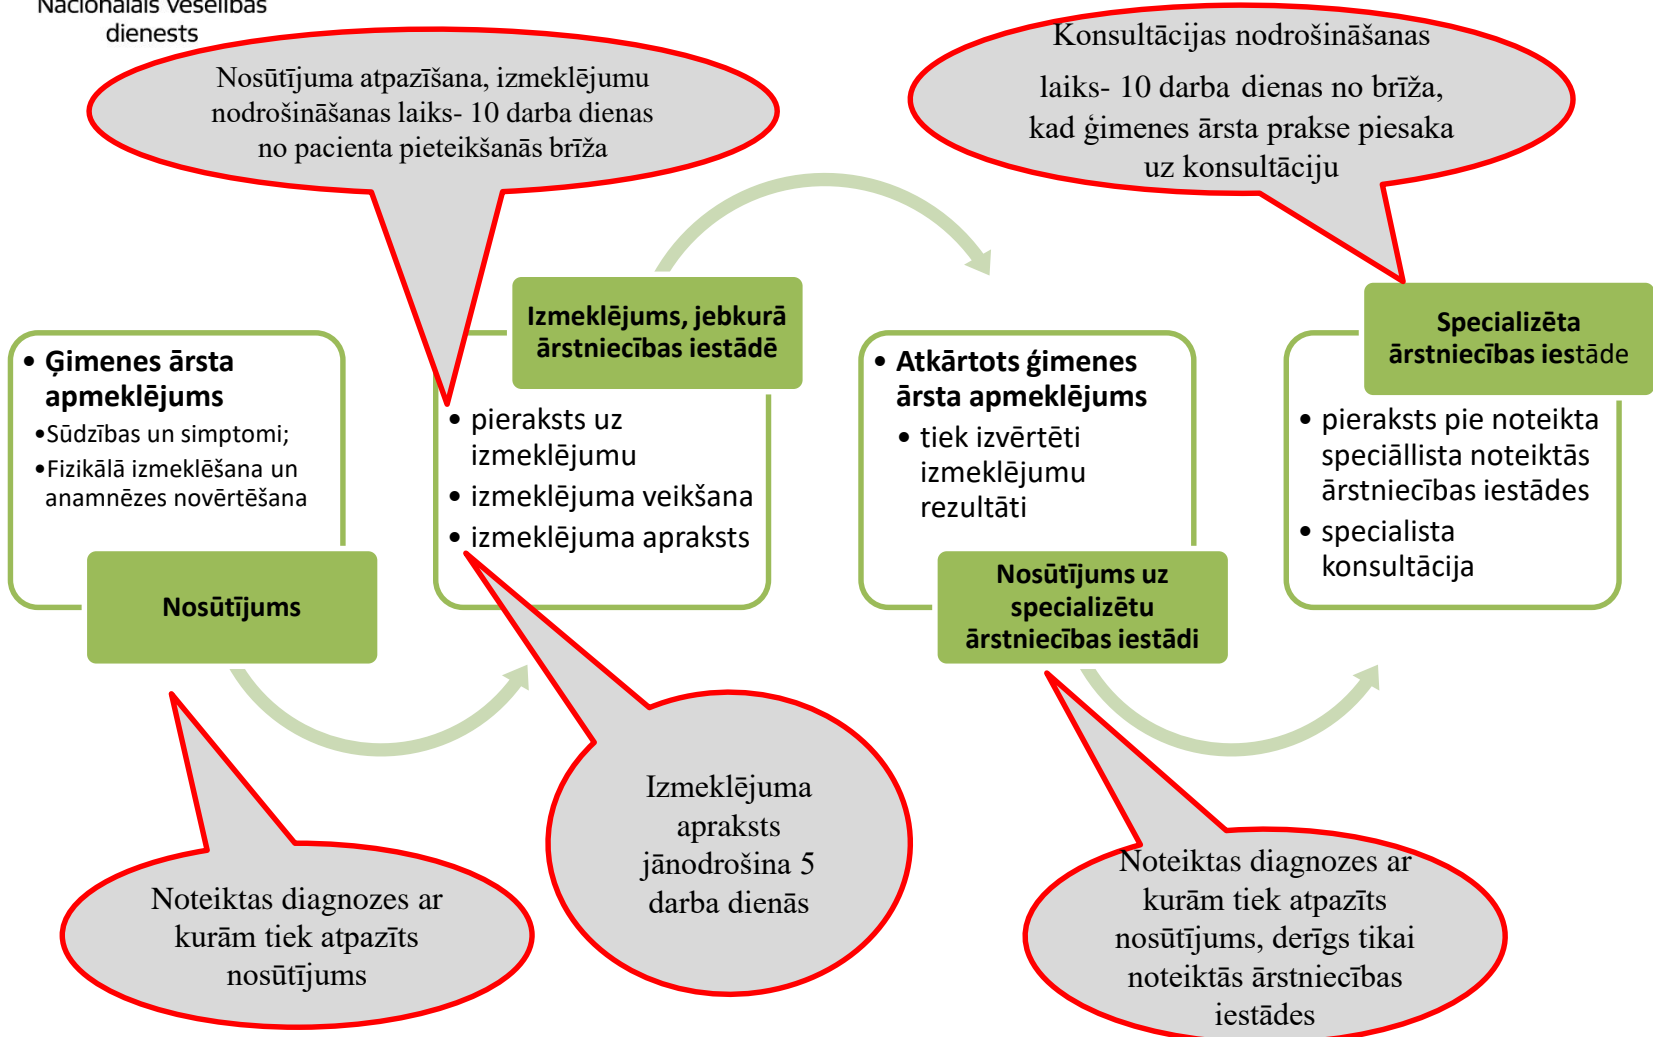 Nacionālais veselības
dienests
Nosūtījuma atpazīšana, izmeklējumu
nodrošināšanas laiks- 10 darba dienas
no pacienta pieteikšanās brīža
Konsultācijas nodrošināšanas
laiks- 10 darba dienas no brīža,
kad ģimenes ārsta prakse piesaka
uz konsultāciju
• Ģimenes ārsta
apmeklējums
•Sūdzības un simptomi;
•Fizikālā izmeklēšana un
anamnēzes novērtēšana
Nosūtījums
Izmeklējums, jebkurā
ārstniecības iestādē
• pieraksts uz
izmeklējumu
• izmeklējuma veikšana
• izmeklējuma apraksts
• Atkārtots ģimenes
ārsta apmeklējums
• tiek izvērtēti
izmeklējumu
rezultāti
Nosūtījums uz
specializētu
ārstniecības iestādi
Specializēta
ārstniecības iestāde
• pieraksts pie noteikta
speciāllista noteiktās
ārstniecības iestādes
• specialista
konsultācija
Noteiktas diagnozes ar
kurām tiek atpazīts
nosūtījums
Izmeklējuma
apraksts
jānodrošina 5
darba dienās
Noteiktas diagnozes ar
kurām tiek atpazīts
nosūtījums, derīgs tikai
noteiktās ārstniecības
iestādes